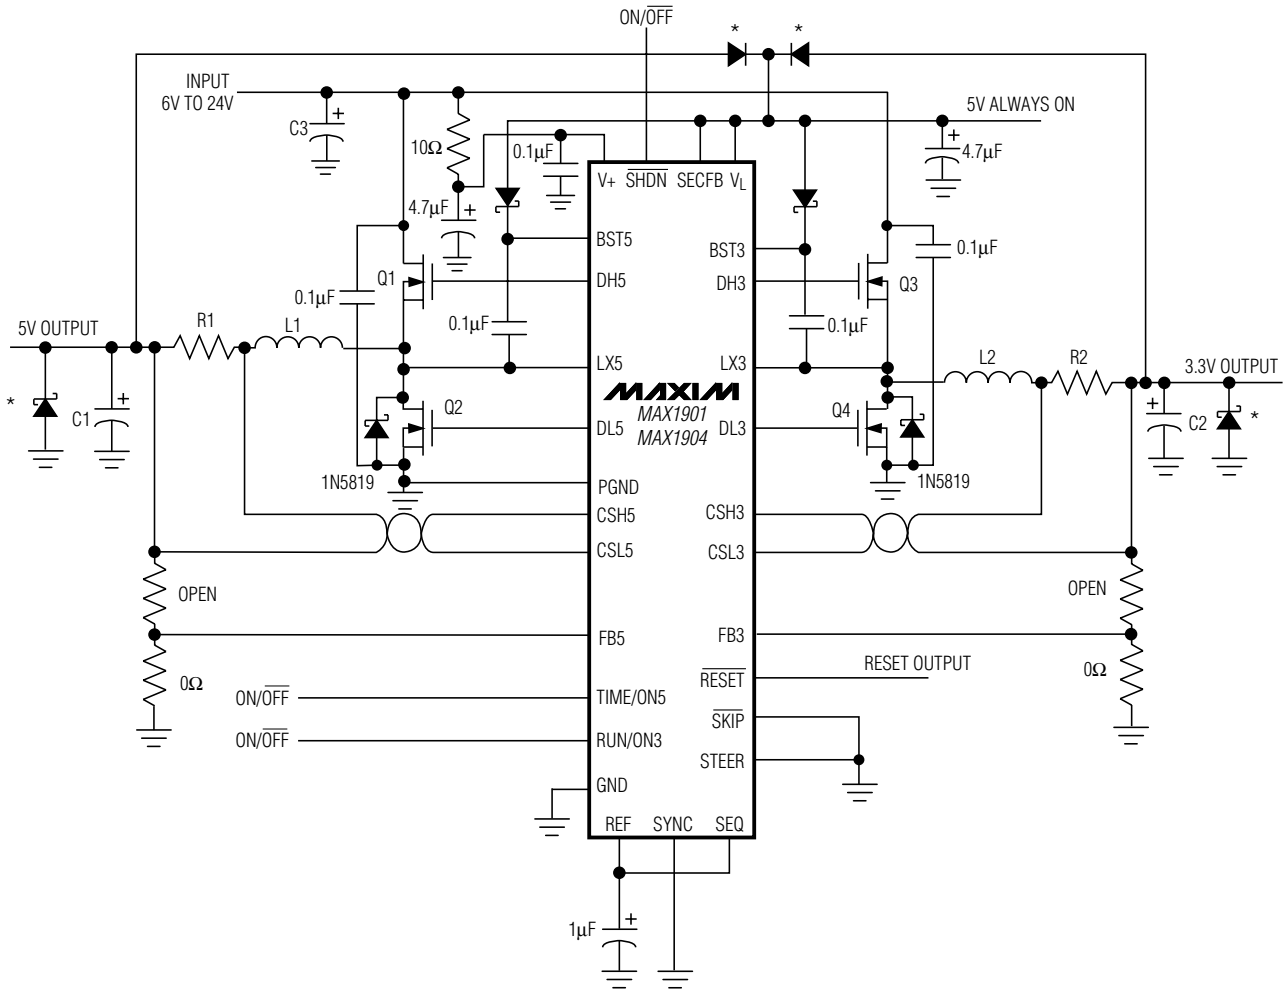 ON/OFF
*
*
INPUT
6V TO 24V
5V ALWAYS ON
C3
+
10Ω
0.1µF
+
4.7µF
V+
SHDN
SECFB
VL
4.7µF
+
BST5
BST3
0.1µF
Q1
DH5
DH3
Q3
0.1µF
5V OUTPUT
R1
L1
0.1µF
0.1µF
LX5
LX3
L2
R2
3.3V OUTPUT
MAXIM
MAX1901
MAX1904
*
C1
+
Q2
DL5
DL3
Q4
+
C2
*
1N5819
1N5819
PGND
CSH5
CSH3
CSL5
CSL3
OPEN
OPEN
FB5
FB3
0Ω
RESET OUTPUT
0Ω
RESET
ON/OFF
TIME/ON5
SKIP
ON/OFF
RUN/ON3
STEER
GND
REF
SYNC
SEQ
1µF
+